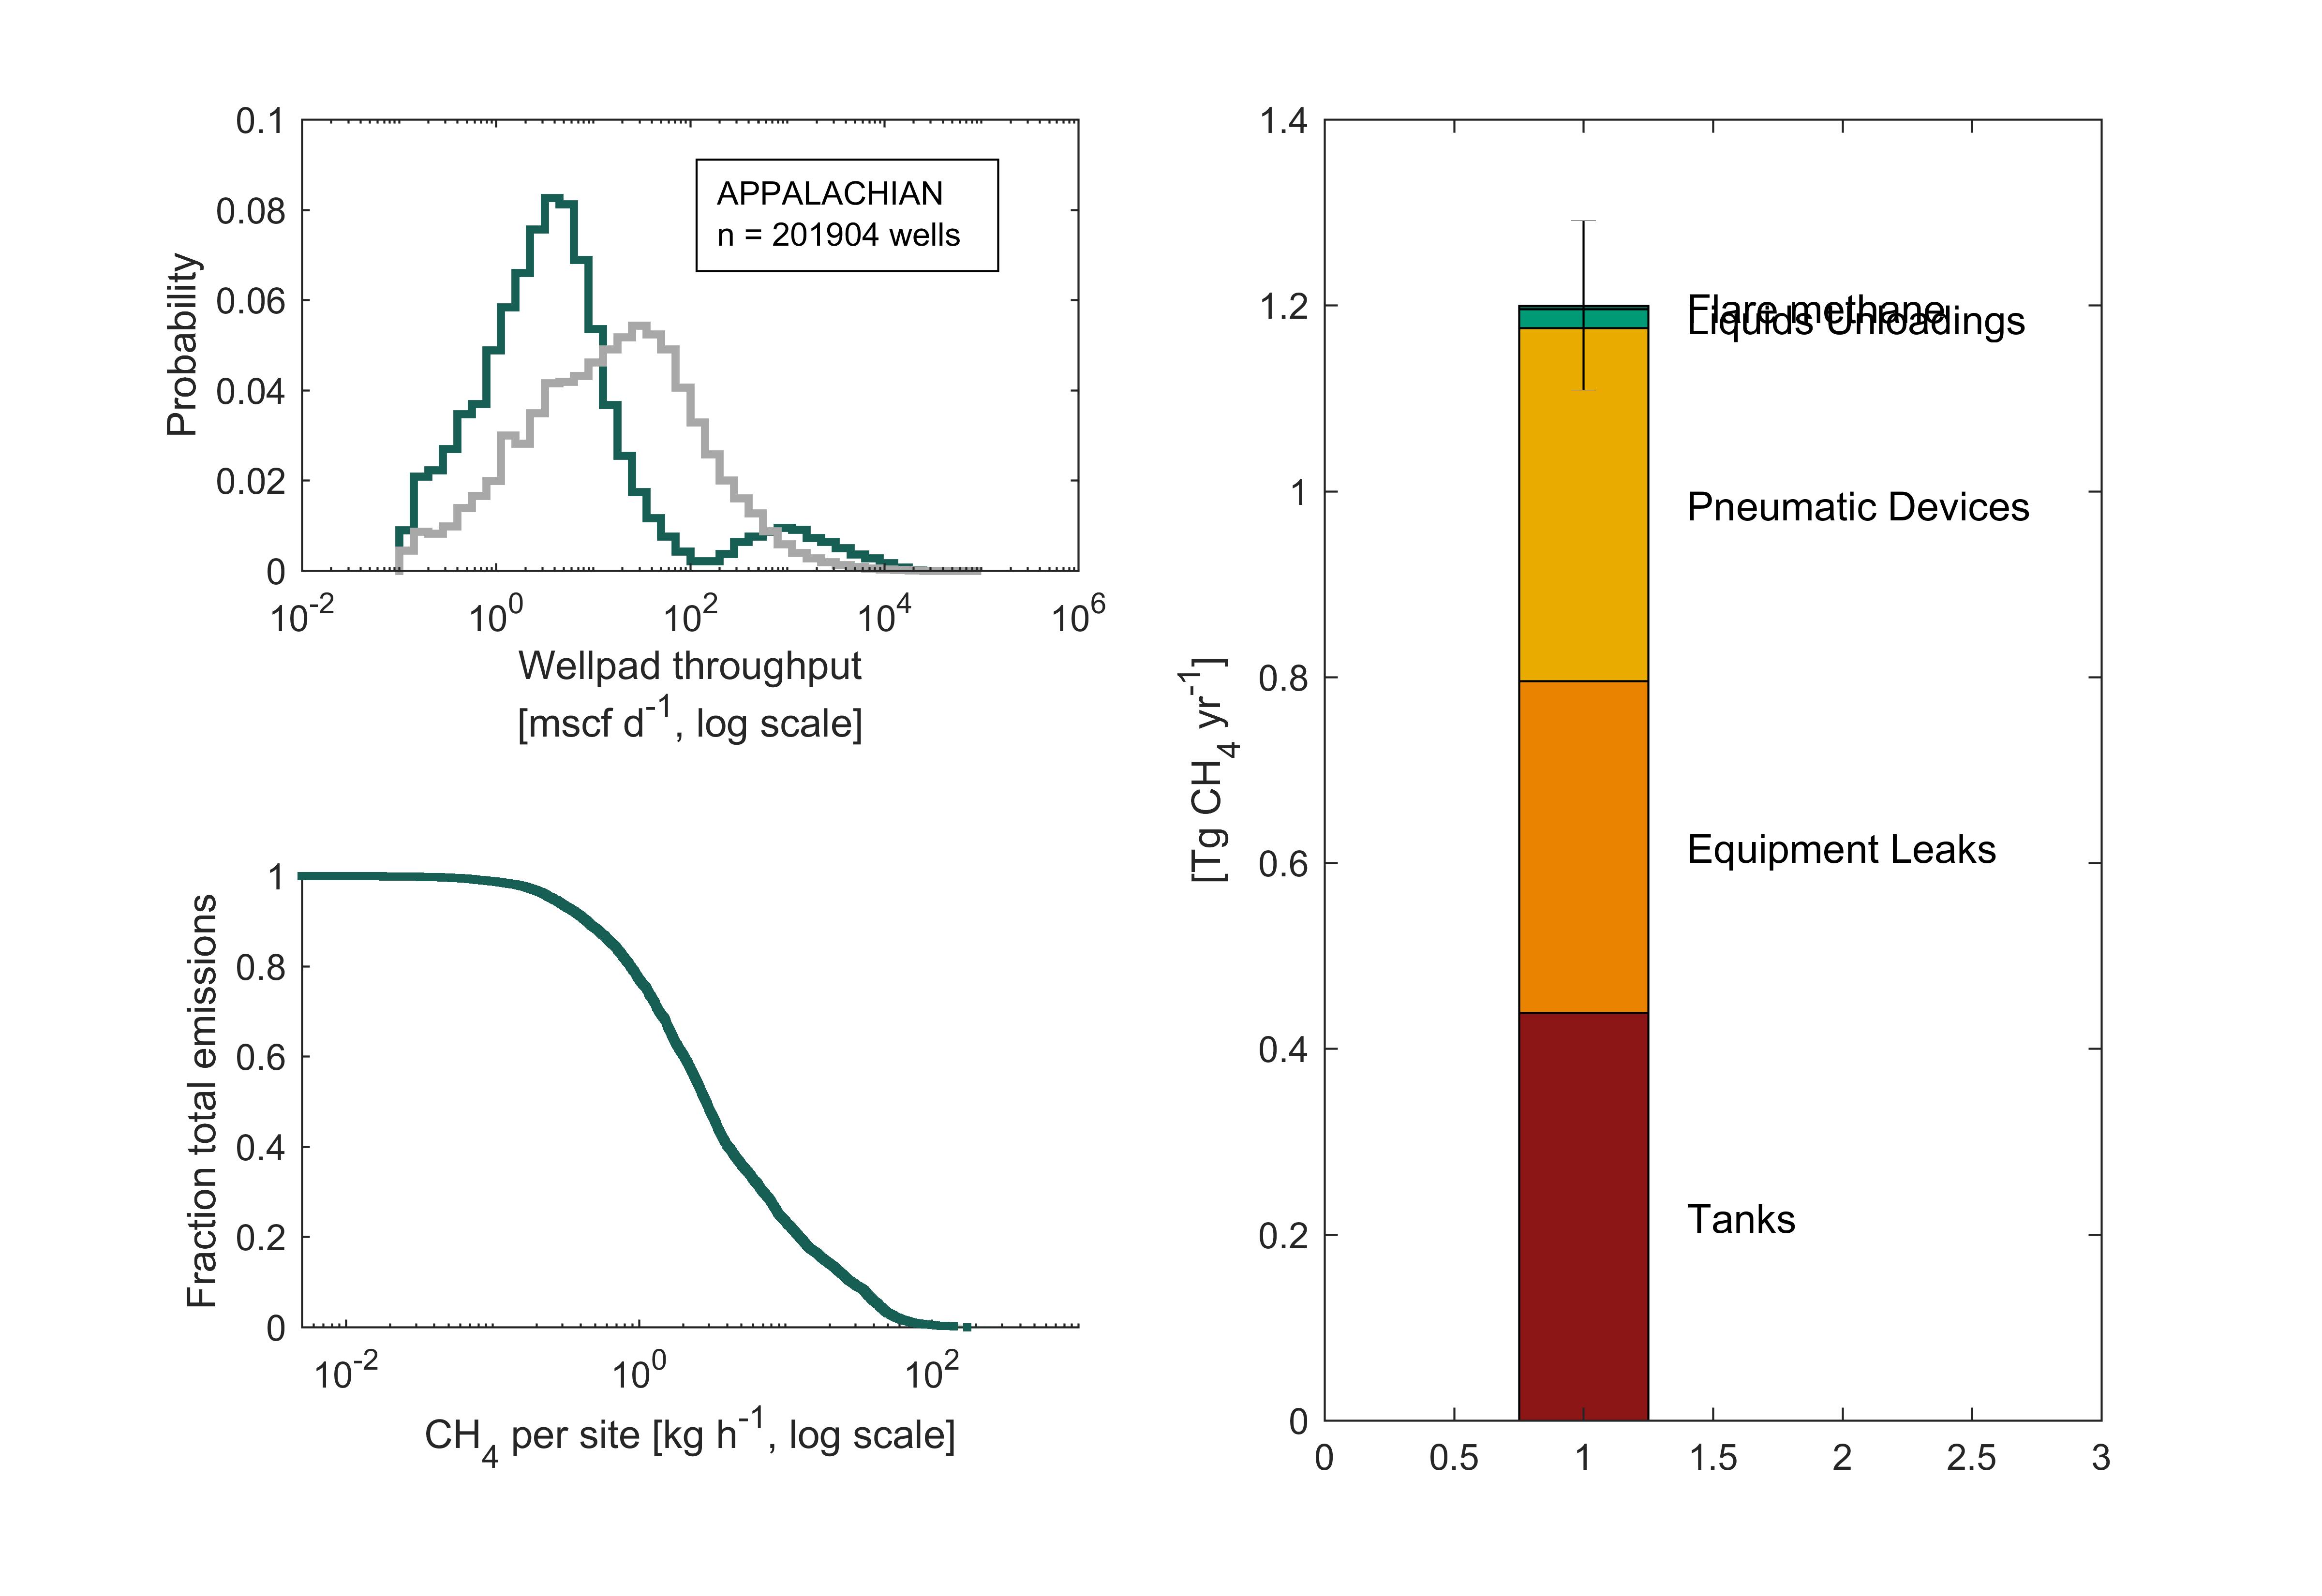 0.1
0.08
0.06
0.04
0.02
0
Probability
APPALACHIAN
n = 201904 wells
10^-2
10^0
10^2
10^4
10^6
Wellpad throughput
[mscf d^-1, log scale]
1
0.8
0.6
0.4
0.2
0
Fraction total emissions
10^-2
10^0
10^2
CH_4 per site [kg h^-1, log scale]
1.4
1.2
1
0.8
0.6
0.4
0.2
0
[Tg CH_4 yr^-1]
Flare methane
Liquids Unloadings
Pneumatic Devices
Equipment Leaks
Tanks
0
0.5
1
1.5
2
2.5
3